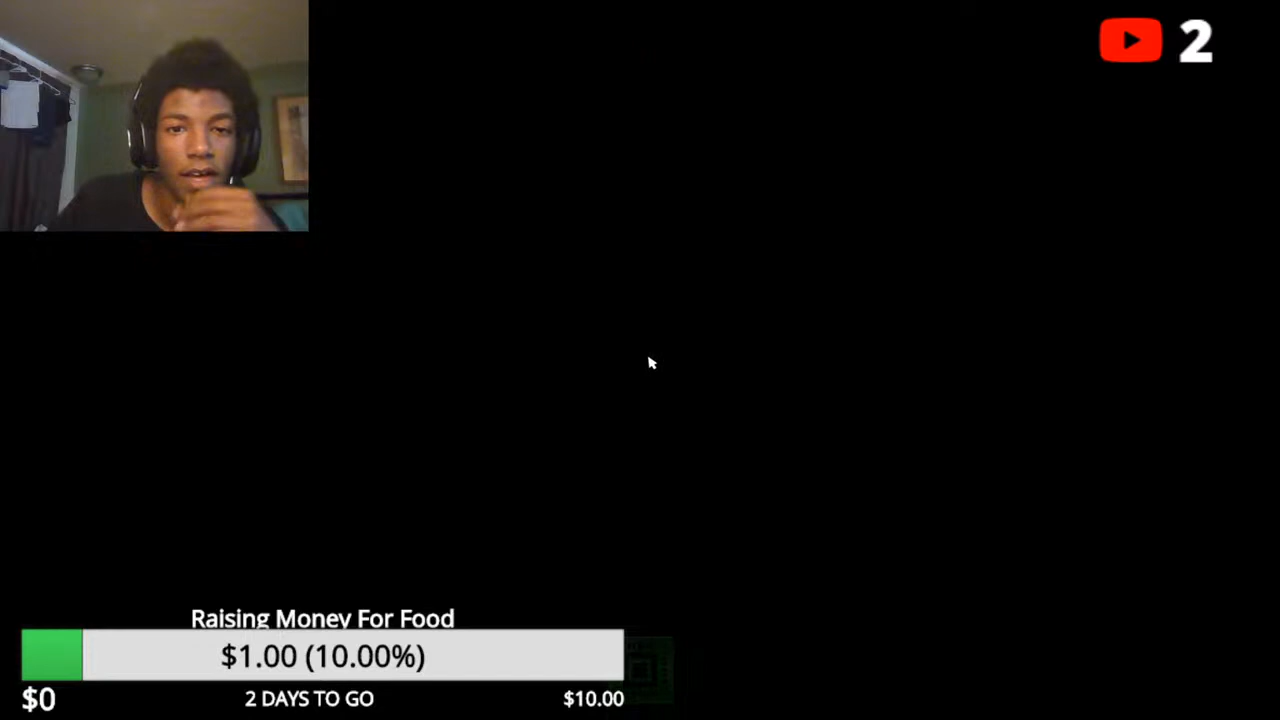 2
Raising Money For Food
$1.00 (10.00%)
$0
2 DAYS TO GO
$10.00